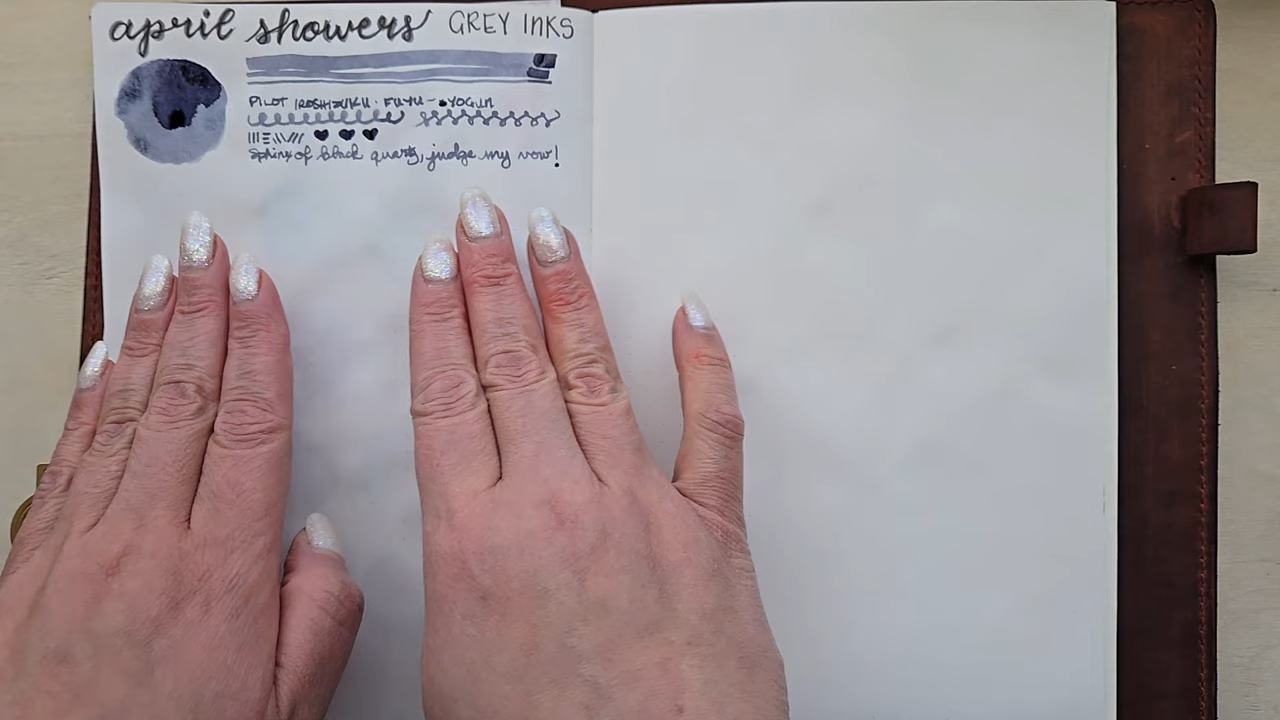 april showers GREY INKS
PILOT IROSHIZUKU · FUYU-SYOGUN
Sphinx of black quartz, judge my vow!